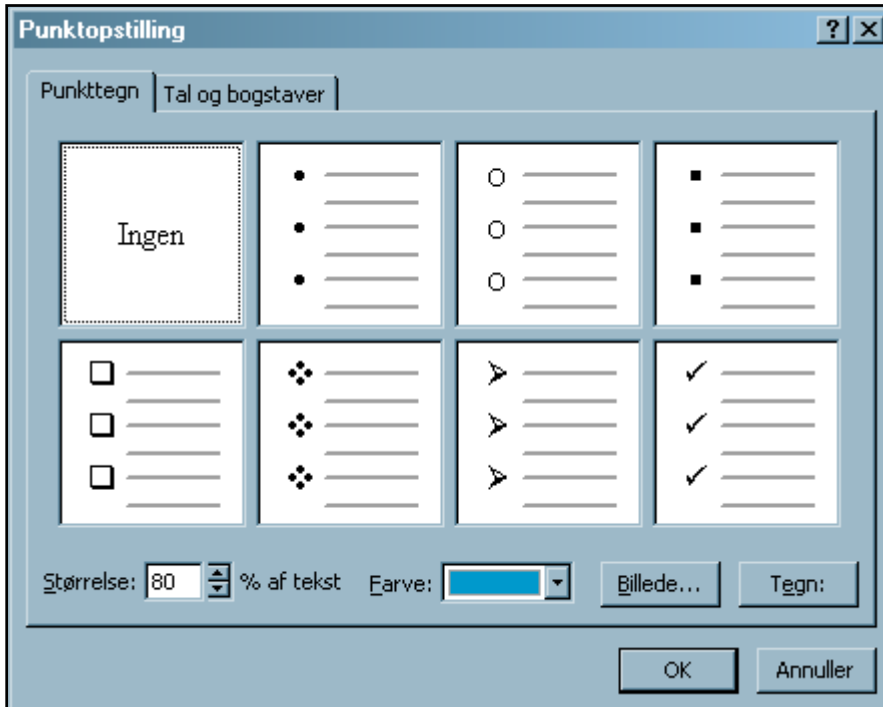 Punktopstilling
Punkttegn Tal og bogstaver
Ingen
Størrelse: 80 % af tekst Farve: Billede... Tegn:
OK Annuller